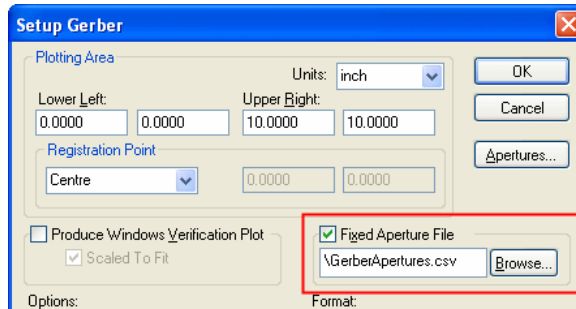 Setup Gerber
Plotting Area
Units: inch
OK
Lower Left: Upper Right:
0.0000 0.0000 10.0000 10.0000
Cancel
Registration Point
Apertures...
Centre 0.0000 0.0000
Produce Windows Verification Plot Fixed Aperture File
Scaled To Fit \GerberApertures.csv Browse...
Options: Format: